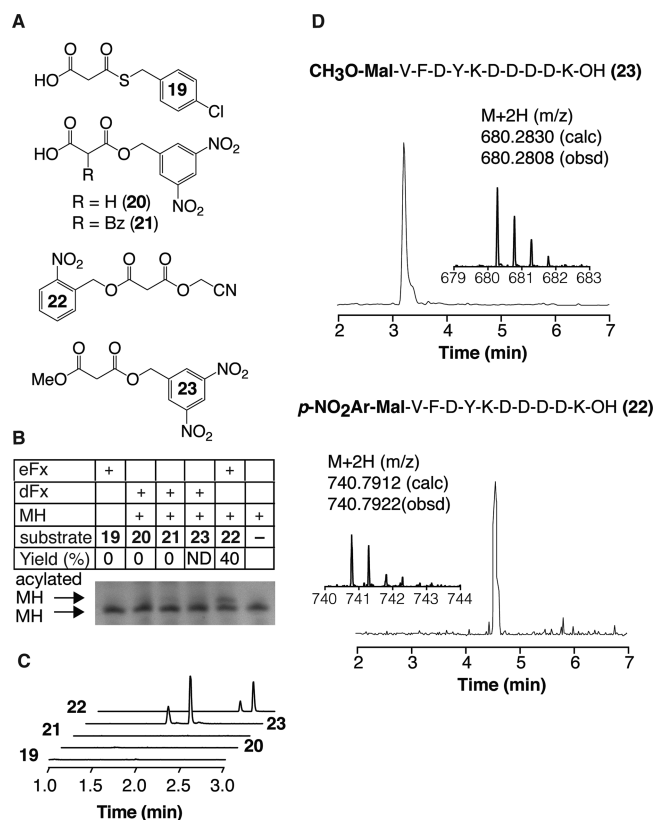 A
O O
HO S 19
Cl
O O
HO O NO2
R
NO2
R = H (20)
R = Bz (21)
NO2 O O
22 O O CN
O O
MeO O 23 NO2
NO2
B
eFx + +
dFx + + +
MH + + + + +
substrate 19 20 21 23 22 –
Yield (%) 0 0 0 ND 40
acylated
MH
MH
C
22
23
21
20
19
1.0 1.5 2.0 2.5 3.0
Time (min)
D
CH3O-Mal-V-F-D-Y-K-D-D-D-D-K-OH (23)
M+2H (m/z)
680.2830 (calc)
680.2808 (obsd)
679 680 681 682 683
2 3 4 5 6 7
Time (min)
p-NO2Ar-Mal-V-F-D-Y-K-D-D-D-D-K-OH (22)
M+2H (m/z)
740.7912 (calc)
740.7922(obsd)
740 741 742 743 744
2 3 4 5 6 7
Time (min)